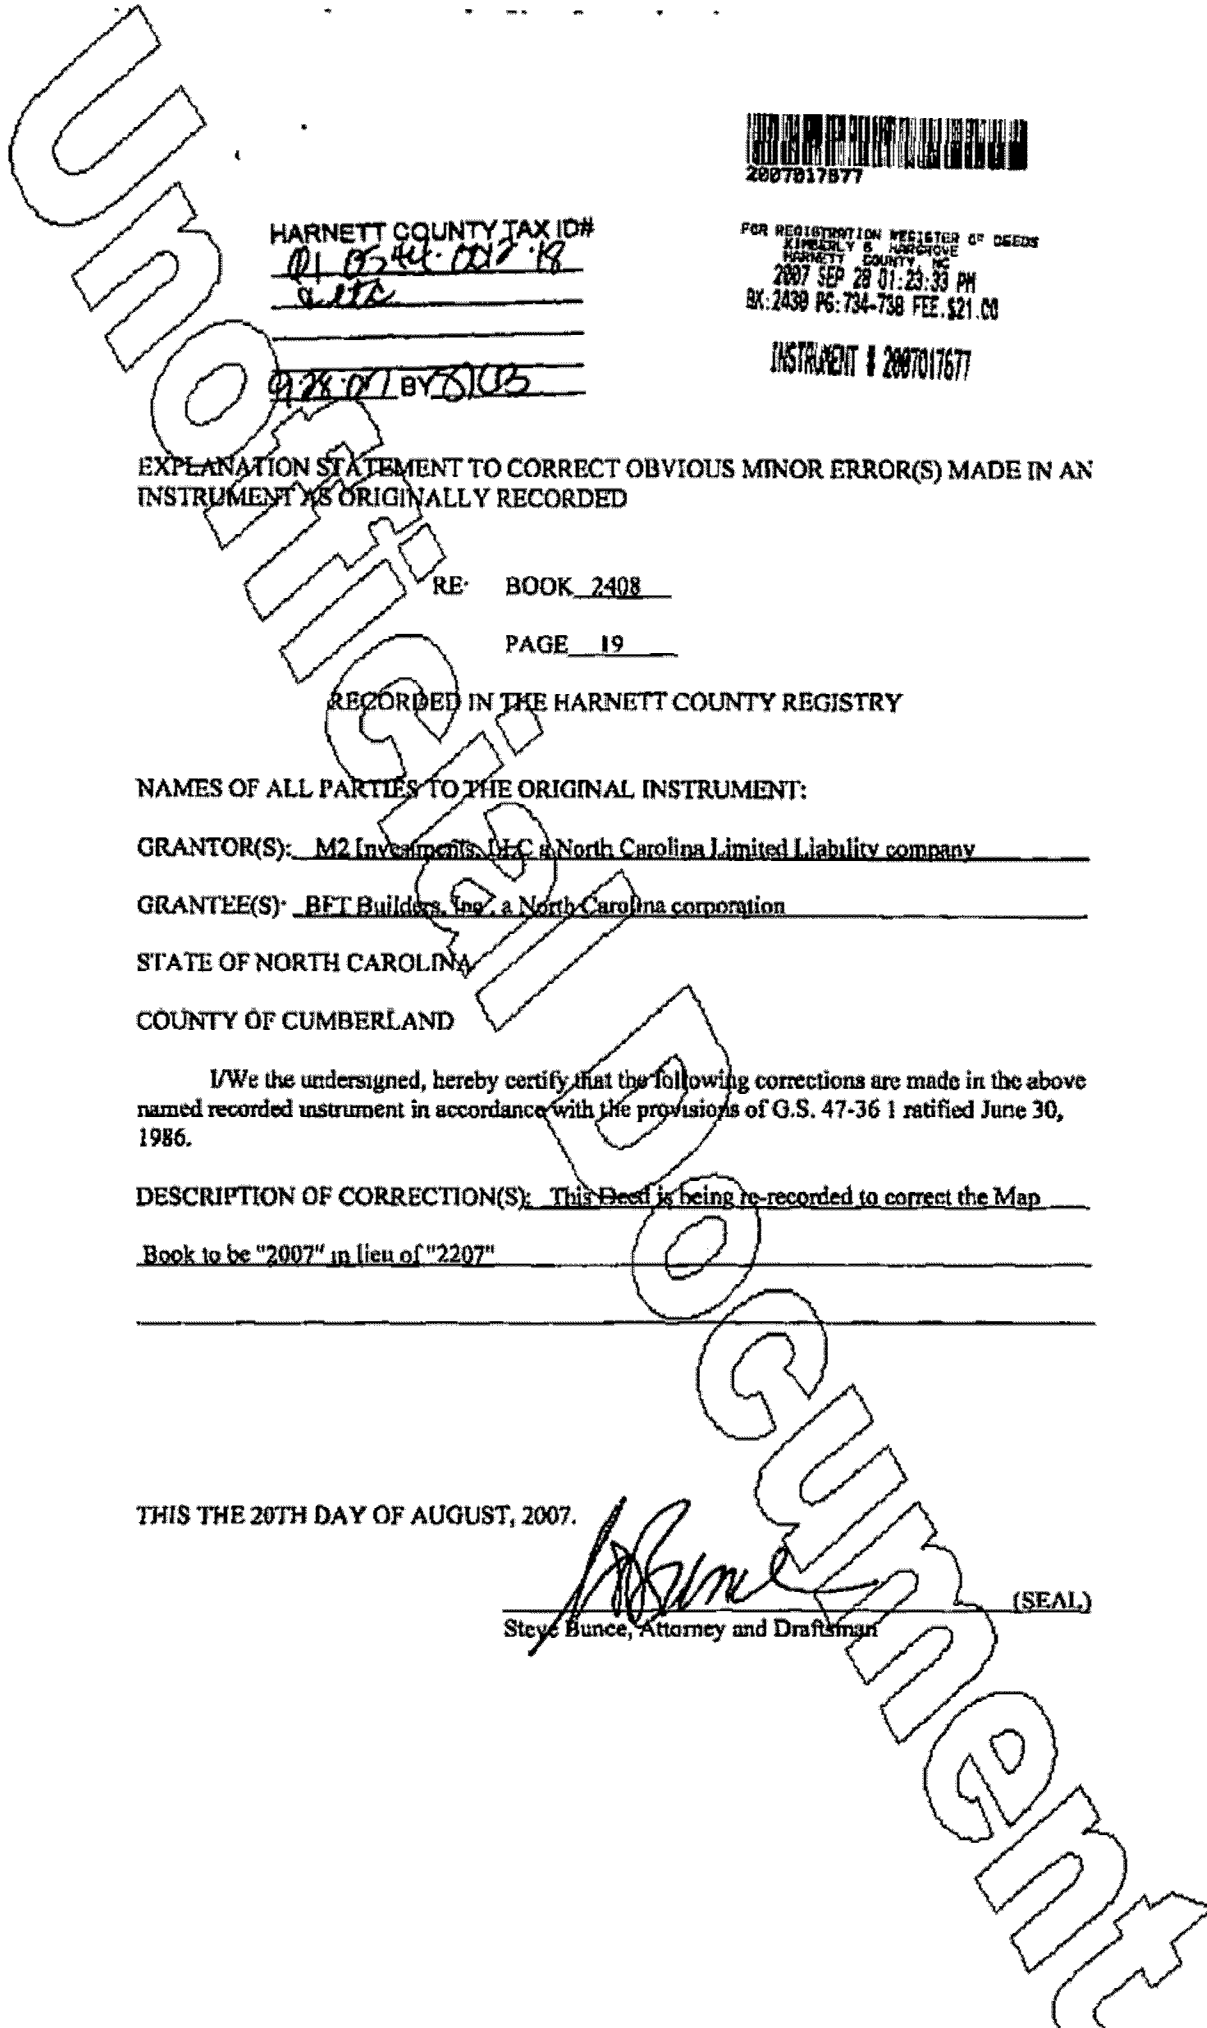 2007017677
HARNETT COUNTY TAX ID#
FOR REGISTRATION REGISTER OF DEEDS
KIMBERLY S. HARGROVE
HARNETT COUNTY, NC
2007 SEP 28 01:23:33 PM
BK:2439 PG:734-738 FEE:$21.00
INSTRUMENT # 2007017677
9.28.07 BY
EXPLANATION STATEMENT TO CORRECT OBVIOUS MINOR ERROR(S) MADE IN AN
INSTRUMENT AS ORIGINALLY RECORDED
RE: BOOK 2408
PAGE 19
RECORDED IN THE HARNETT COUNTY REGISTRY
NAMES OF ALL PARTIES TO THE ORIGINAL INSTRUMENT:
GRANTOR(S): M2 Investments, LLC a North Carolina Limited Liability company
GRANTEE(S): BFT Builders, Inc, a North Carolina corporation
STATE OF NORTH CAROLINA
COUNTY OF CUMBERLAND
I/We the undersigned, hereby certify that the following corrections are made in the above
named recorded instrument in accordance with the provisions of G.S. 47-36 1 ratified June 30,
1986.
DESCRIPTION OF CORRECTION(S): This Deed is being re-recorded to correct the Map
Book to be "2007" in lieu of "2207"
THIS THE 20TH DAY OF AUGUST, 2007.
(SEAL)
Steve Bunce, Attorney and Draftsman
Unofficial Document